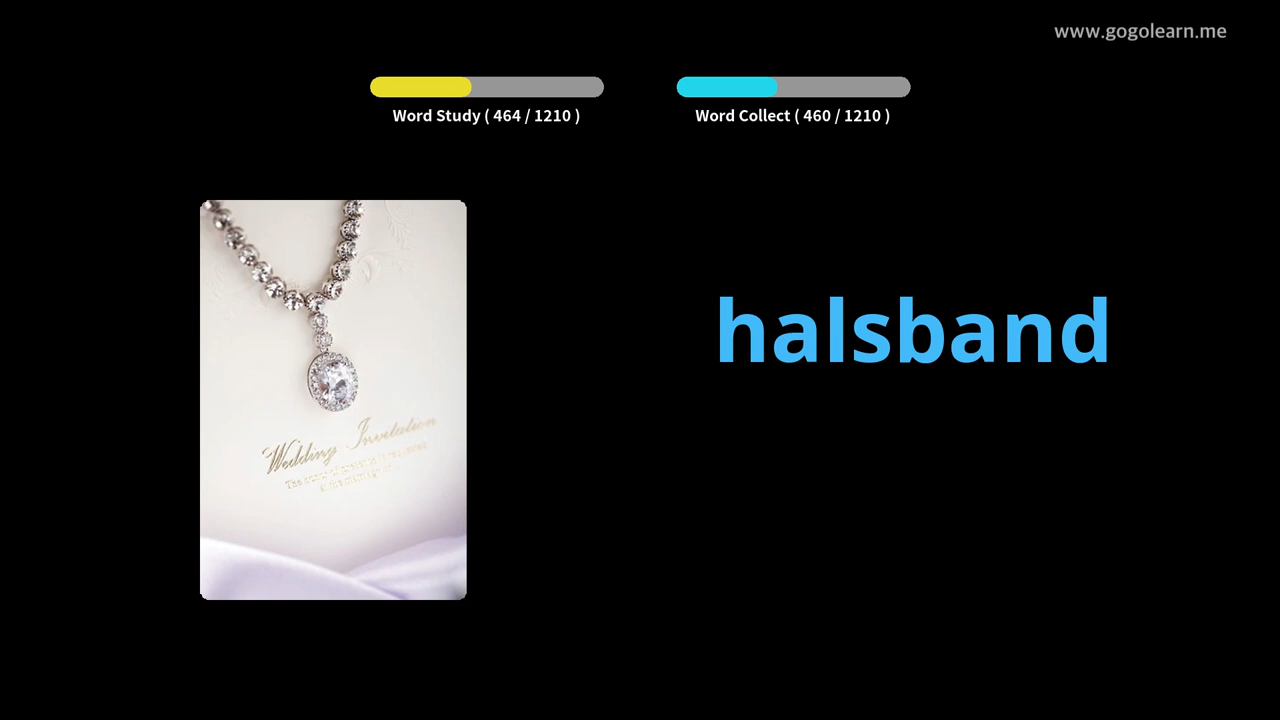 www.gogolearn.me
Word Study ( 464 / 1210 )
Word Collect ( 460 / 1210 )
halsband
Wedding Invitation